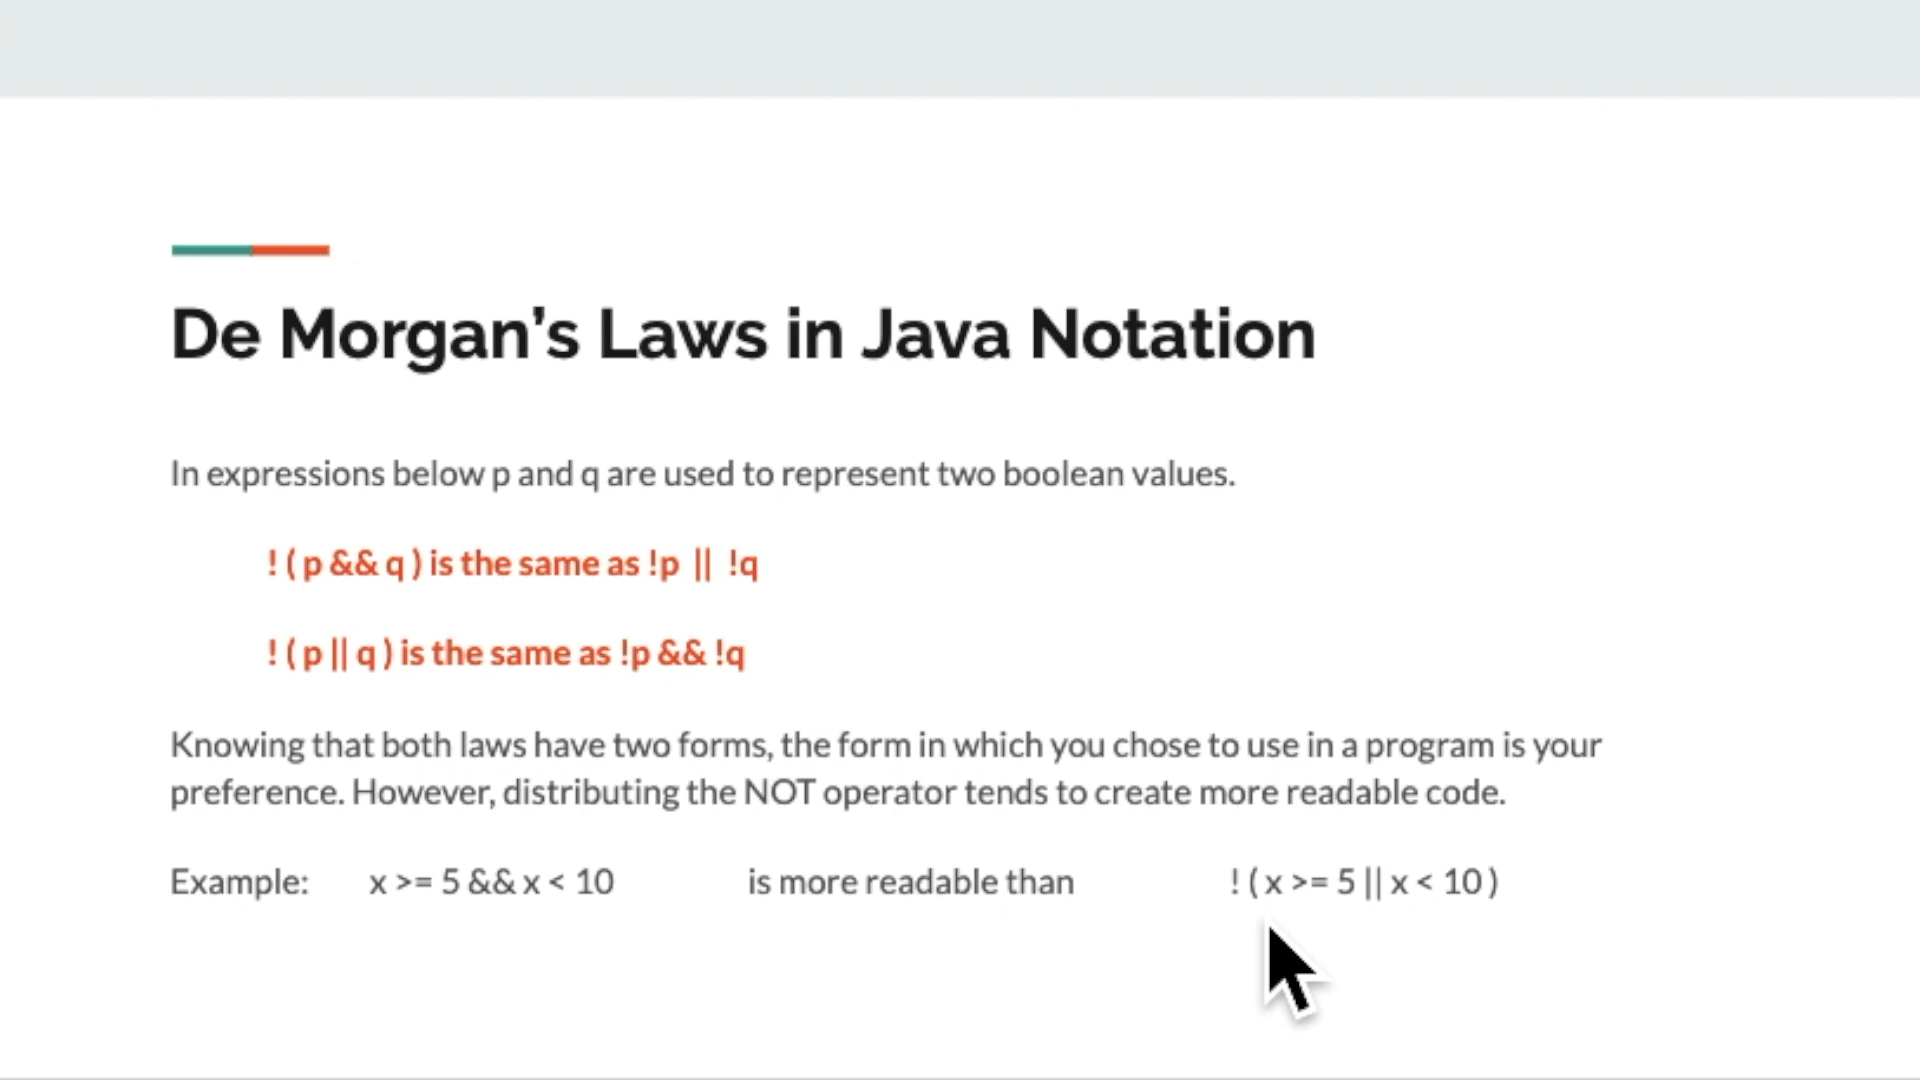 De Morgan’s Laws in Java Notation
In expressions below p and q are used to represent two boolean values.
! ( p && q ) is the same as !p || !q
! ( p || q ) is the same as !p && !q
Knowing that both laws have two forms, the form in which you chose to use in a program is your
preference. However, distributing the NOT operator tends to create more readable code.
Example: x >= 5 && x < 10 is more readable than ! ( x >= 5 || x < 10 )